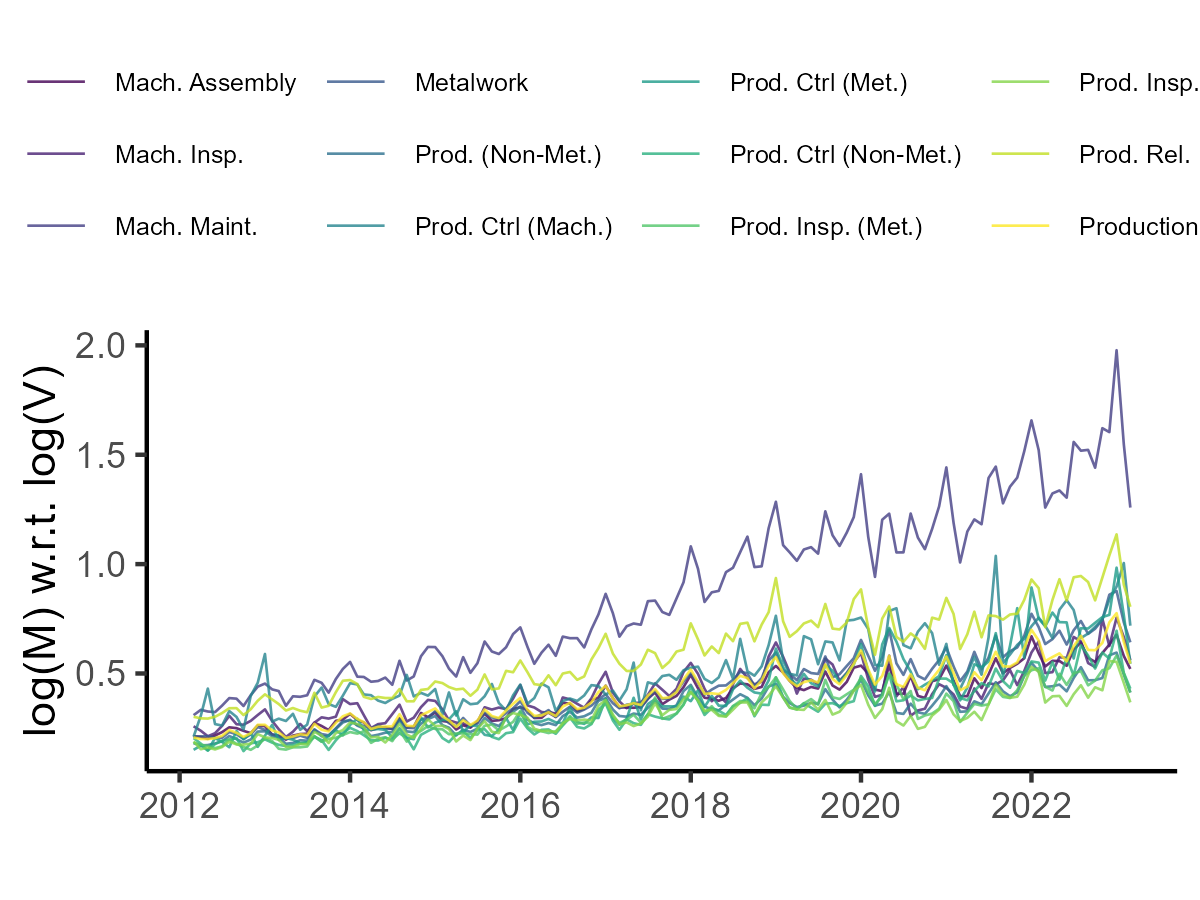 Mach. Assembly Metalwork Prod. Ctrl (Met.) Prod. Insp.
Mach. Insp. Prod. (Non-Met.) Prod. Ctrl (Non-Met.) Prod. Rel.
Mach. Maint. Prod. Ctrl (Mach.) Prod. Insp. (Met.) Production
log(M) w.r.t. log(V)
2.0
1.5
1.0
0.5
2012 2014 2016 2018 2020 2022